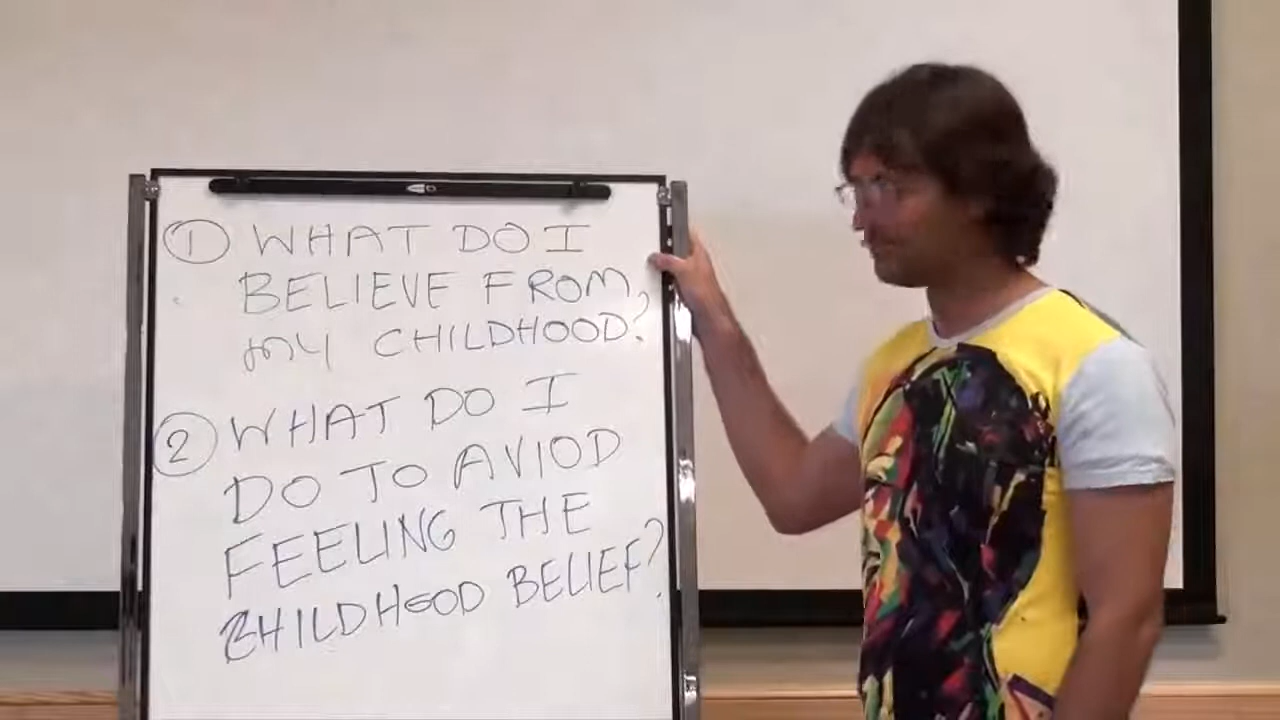 ① WHAT DO I
BELIEVE FROM
MY CHILDHOOD?
② WHAT DO I
DO TO AVIOD
FEELING THE
CHILDHOOD BELIEF?